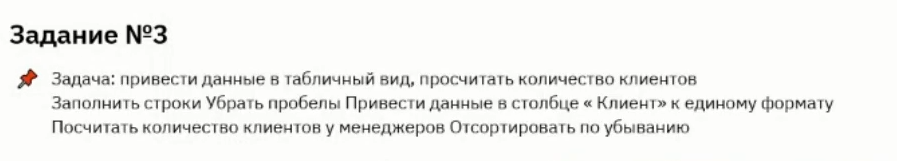 Задание №3
Задача: привести данные в табличный вид, просчитать количество клиентов
Заполнить строки Убрать пробелы Привести данные в столбце « Клиент» к единому формату
Посчитать количество клиентов у менеджеров Отсортировать по убыванию